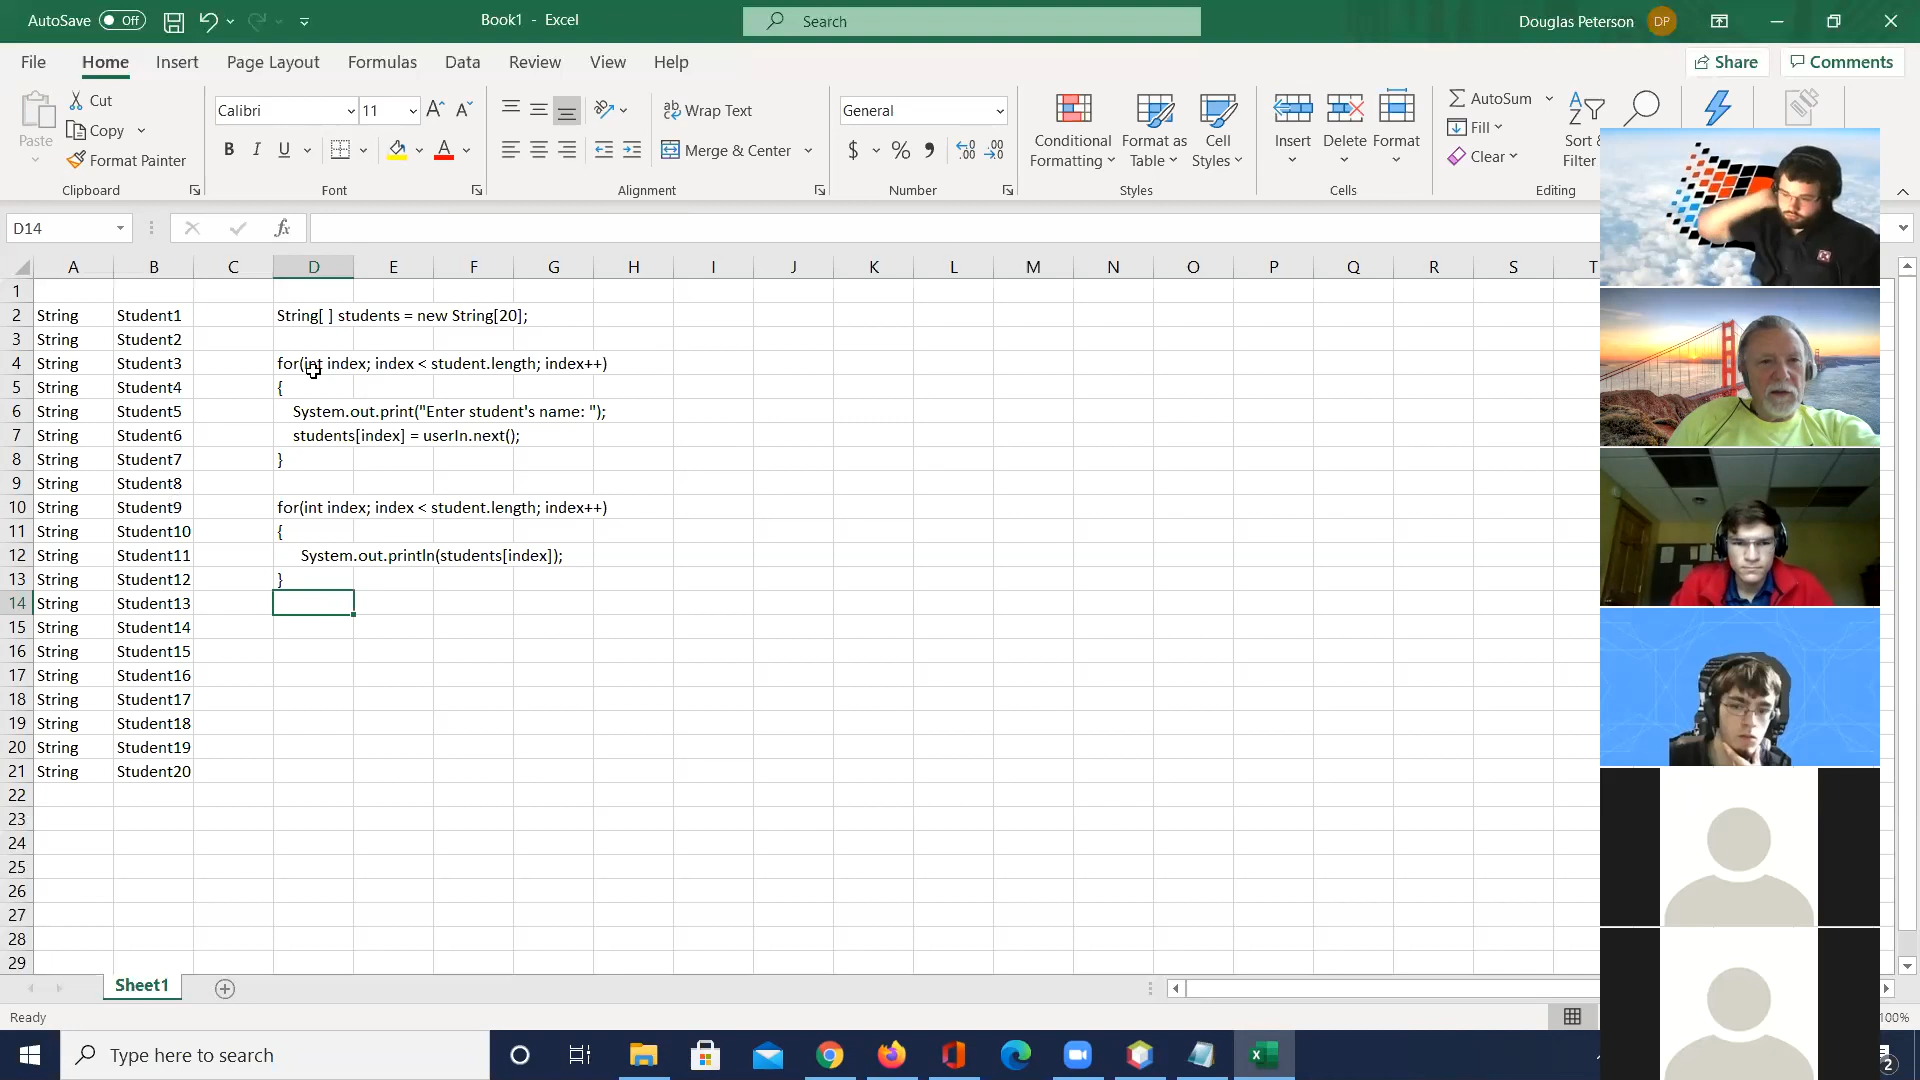 AutoSave Off Book1 - Excel Search Douglas Peterson DP
File Home Insert Page Layout Formulas Data Review View Help Share Comments
Paste Cut Copy Format Painter Clipboard
Calibri 11 B I U A A A Font
ab Wrap Text Merge & Center Alignment
General $ % 9 .00 .00 Number
Conditional Formatting Format as Table Cell Styles Styles
Insert Delete Format Cells
AutoSum Fill Clear Sort & Filter Editing
D14 fx
A B C D E F G H I J K L M N O P Q R S T
1
2 String Student1 String[ ] students = new String[20];
3 String Student2
4 String Student3 for(int index; index < student.length; index++)
5 String Student4 {
6 String Student5 System.out.print("Enter student's name: ");
7 String Student6 students[index] = userIn.next();
8 String Student7 }
9 String Student8
10 String Student9 for(int index; index < student.length; index++)
11 String Student10 {
12 String Student11 System.out.println(students[index]);
13 String Student12 }
14 String Student13
15 String Student14
16 String Student15
17 String Student16
18 String Student17
19 String Student18
20 String Student19
21 String Student20
22
23
24
25
26
27
28
29
Sheet1
Ready 100%
Type here to search 2